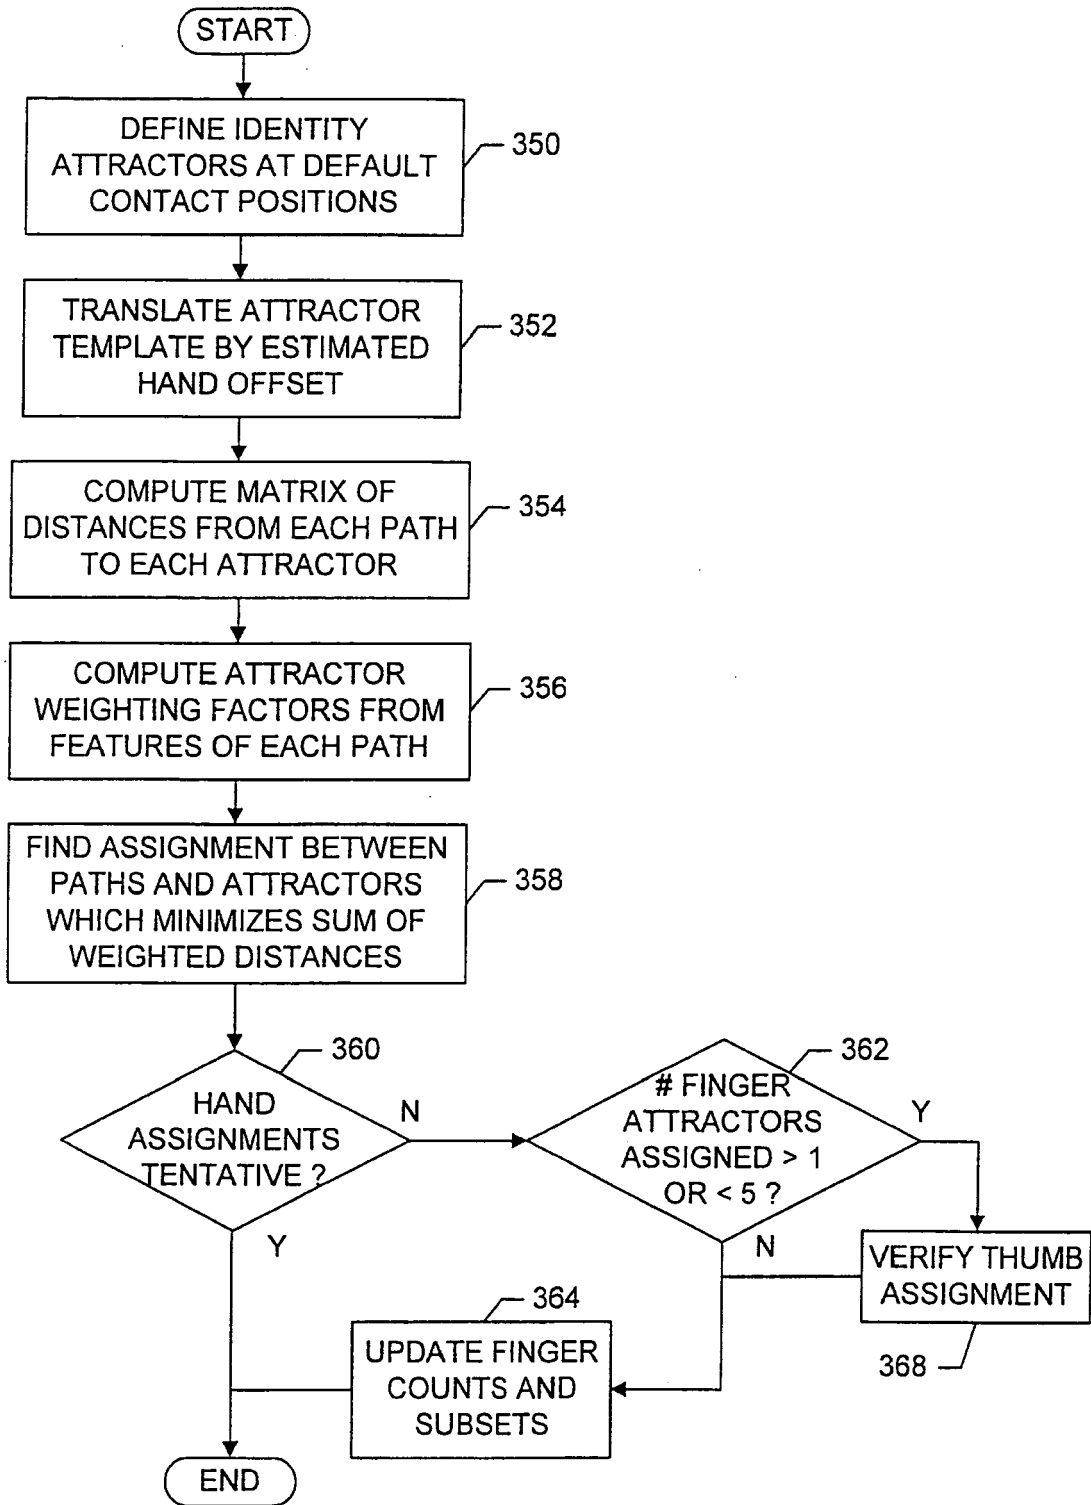 START
DEFINE IDENTITY
ATTRACTORS AT DEFAULT
CONTACT POSITIONS
350
TRANSLATE ATTRACTOR
TEMPLATE BY ESTIMATED
HAND OFFSET
352
COMPUTE MATRIX OF
DISTANCES FROM EACH PATH
TO EACH ATTRACTOR
354
COMPUTE ATTRACTOR
WEIGHTING FACTORS FROM
FEATURES OF EACH PATH
356
FIND ASSIGNMENT BETWEEN
PATHS AND ATTRACTORS
WHICH MINIMIZES SUM OF
WEIGHTED DISTANCES
358
HAND
ASSIGNMENTS
TENTATIVE ?
360
N
Y
# FINGER
ATTRACTORS
ASSIGNED > 1
OR < 5 ?
362
Y
N
VERIFY THUMB
ASSIGNMENT
368
UPDATE FINGER
COUNTS AND
SUBSETS
364
END